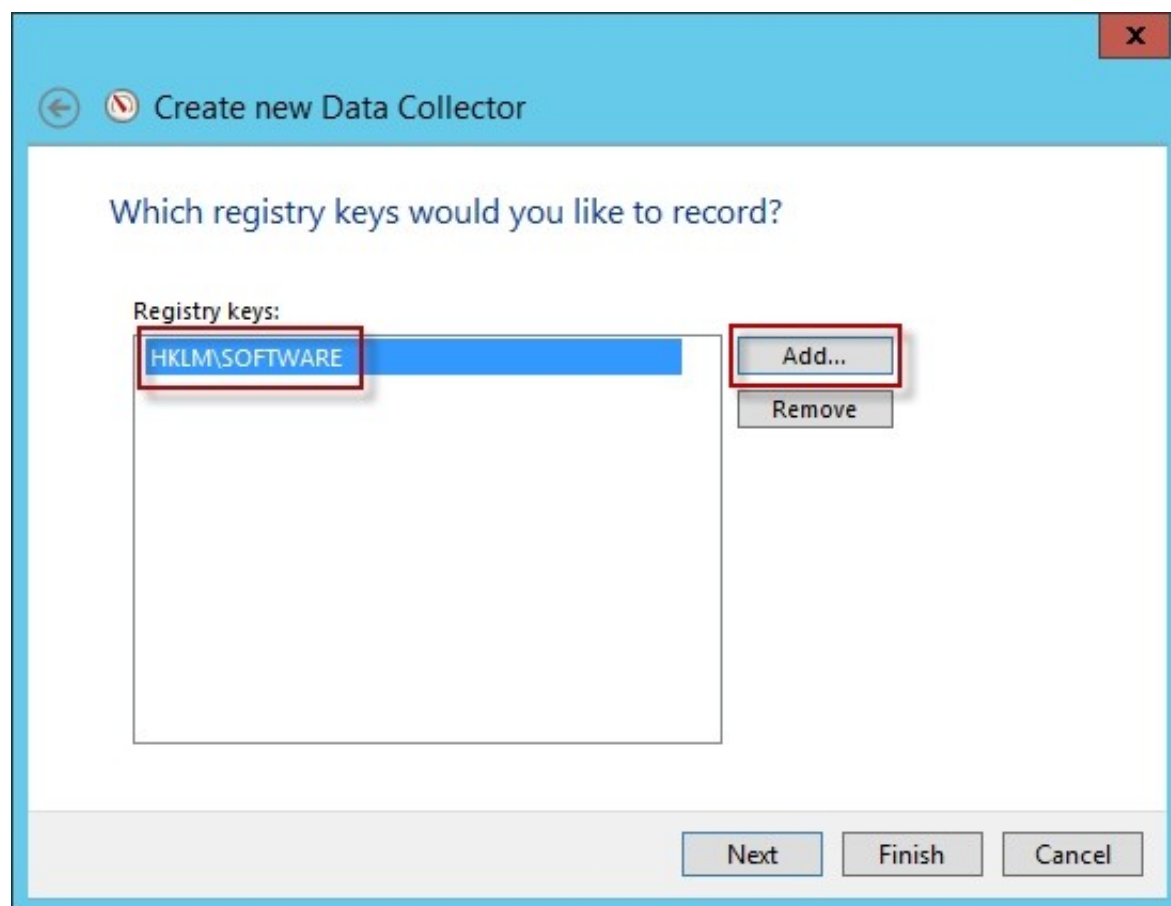 x
Create new Data Collector
Which registry keys would you like to record?
Registry keys:
HKLM\SOFTWARE
Add...
Remove
Next Finish Cancel